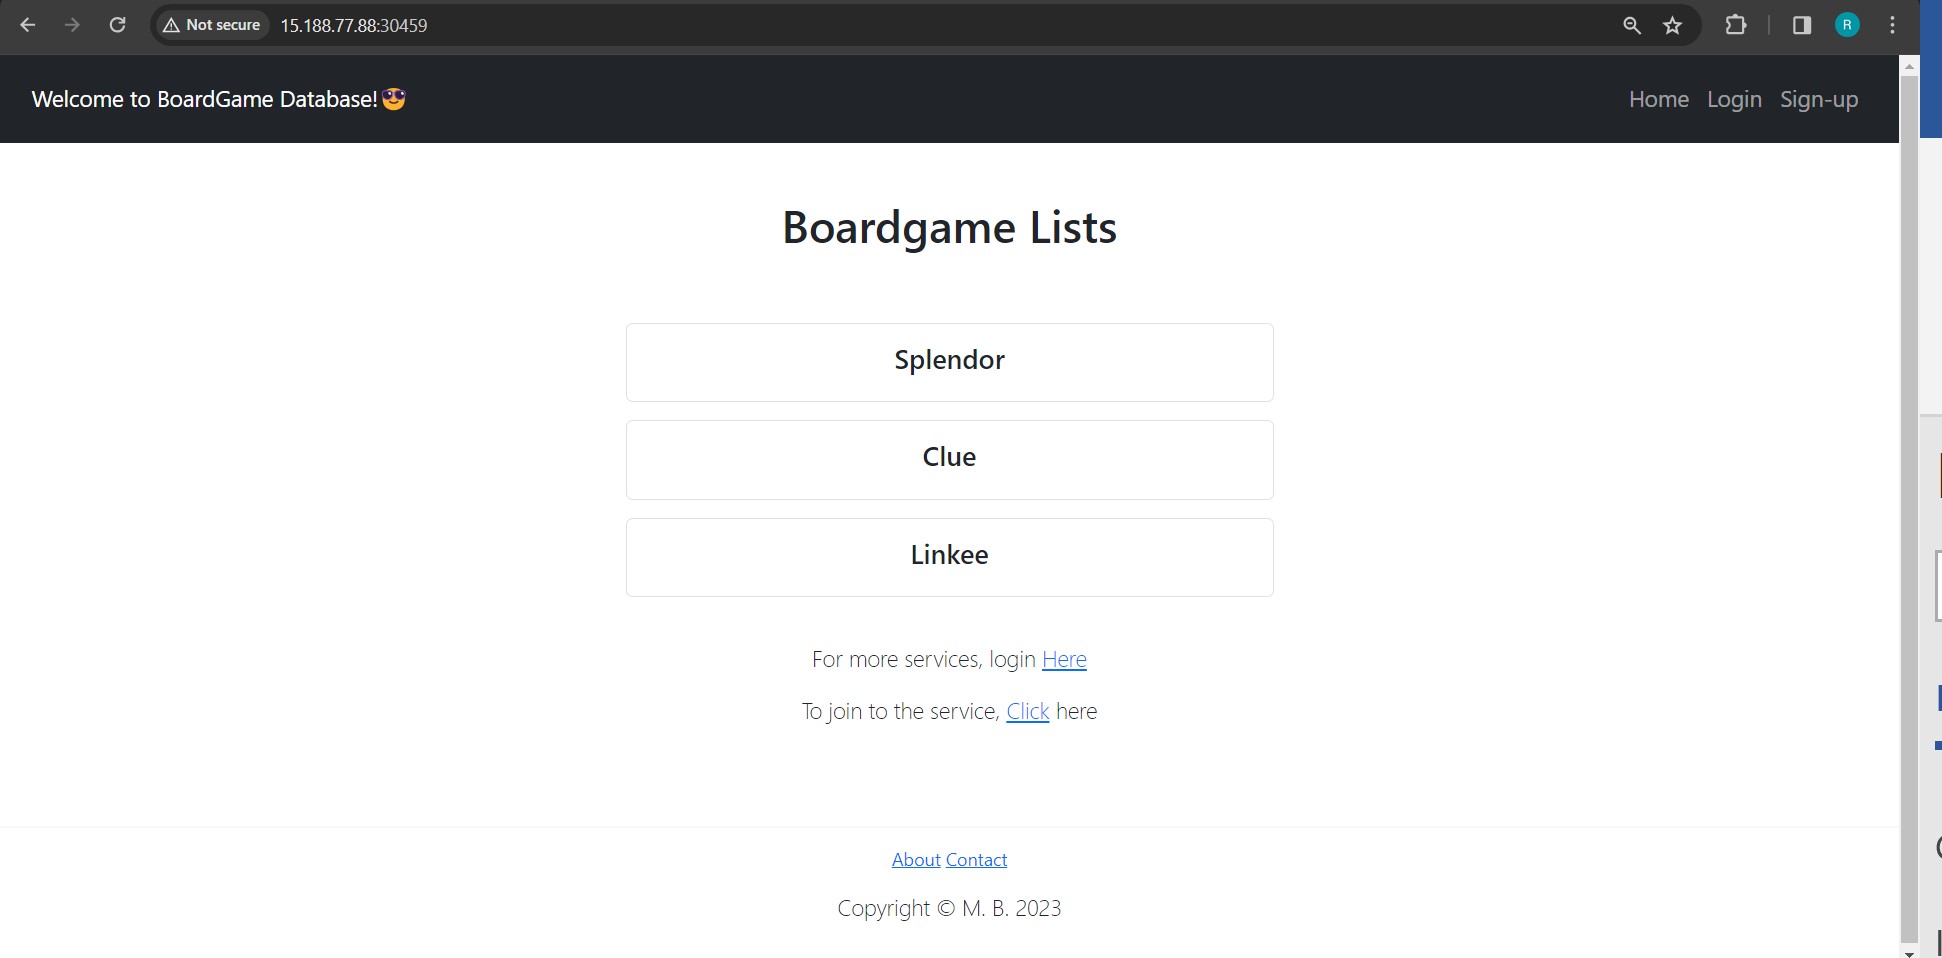 Not secure 15.188.77.88:30459 R
Welcome to BoardGame Database!😎 Home Login Sign-up
Boardgame Lists
Splendor
Clue
Linkee
For more services, login Here
To join to the service, Click here
About Contact
Copyright © M. B. 2023